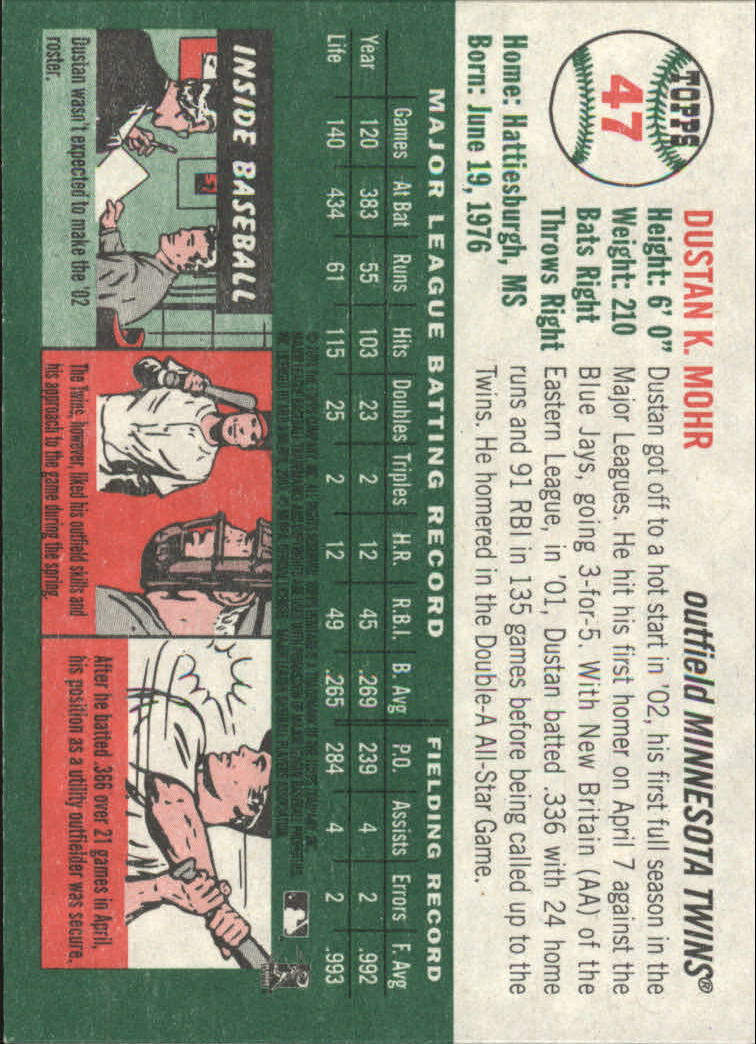 TOPPS
47
DUSTAN K. MOHR
outfield MINNESOTA TWINS®
Height: 6' 0"
Weight: 210
Bats Right
Throws Right
Home: Hattiesburgh, MS
Born: June 19, 1976
Dustan got off to a hot start in '02, his first full season in the
Major Leagues. He hit his first homer on April 7 against the
Blue Jays, going 3-for-5. With New Britain (AA) of the
Eastern League, in '01, Dustan batted .336 with 24 home
runs and 91 RBI in 135 games before being called up to the
Twins. He homered in the Double-A All-Star Game.
MAJOR LEAGUE BATTING RECORD FIELDING RECORD
Games At Bat Runs Hits Doubles Triples H.R. R.B.I. B. Avg P.O. Assists Errors F. Avg
Year 120 383 55 103 23 2 12 45 .269 239 4 2 .992
Life 140 434 61 115 25 2 12 49 .265 284 4 2 .993
INSIDE BASEBALL
Dustan wasn't expected to make the '02
roster.
The Twins, however, liked his outfield skills and
his approach to the game during the spring.
After he batted .366 over 21 games in April,
his position as a utility outfielder was secure.